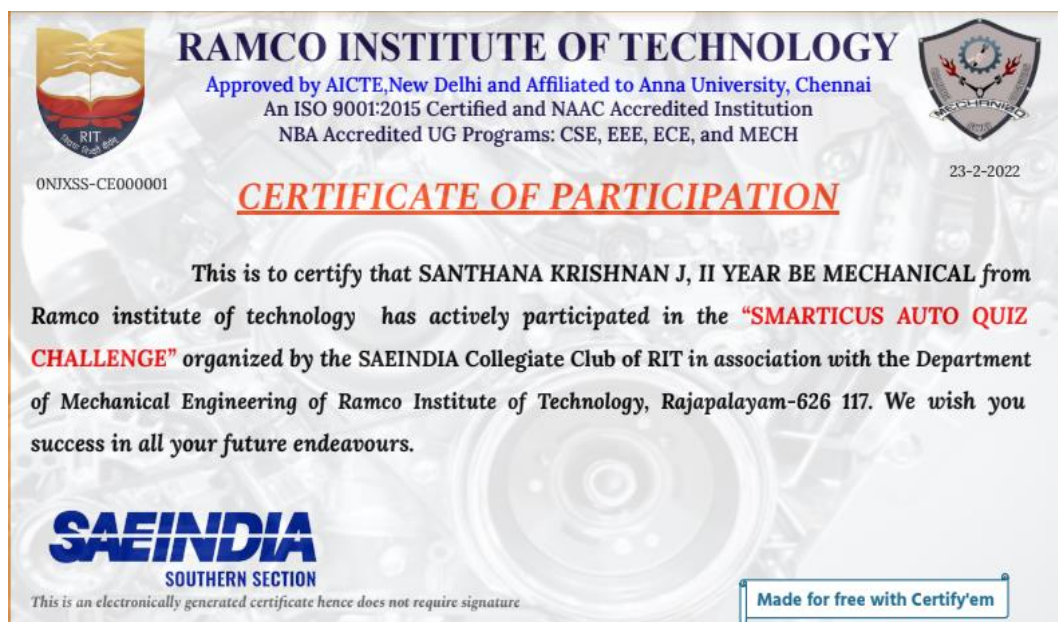 RAMCO INSTITUTE OF TECHNOLOGY
Approved by AICTE,New Delhi and Affiliated to Anna University, Chennai
An ISO 9001:2015 Certified and NAAC Accredited Institution
NBA Accredited UG Programs: CSE, EEE, ECE, and MECH
RIT
MECHANIZO
0NJXSS-CE000001
23-2-2022
CERTIFICATE OF PARTICIPATION
This is to certify that SANTHANA KRISHNAN J, II YEAR BE MECHANICAL from
Ramco institute of technology has actively participated in the “SMARTICUS AUTO QUIZ
CHALLENGE” organized by the SAEINDIA Collegiate Club of RIT in association with the Department
of Mechanical Engineering of Ramco Institute of Technology, Rajapalayam-626 117. We wish you
success in all your future endeavours.
SAEINDIA
SOUTHERN SECTION
This is an electronically generated certificate hence does not require signature
Made for free with Certify'em